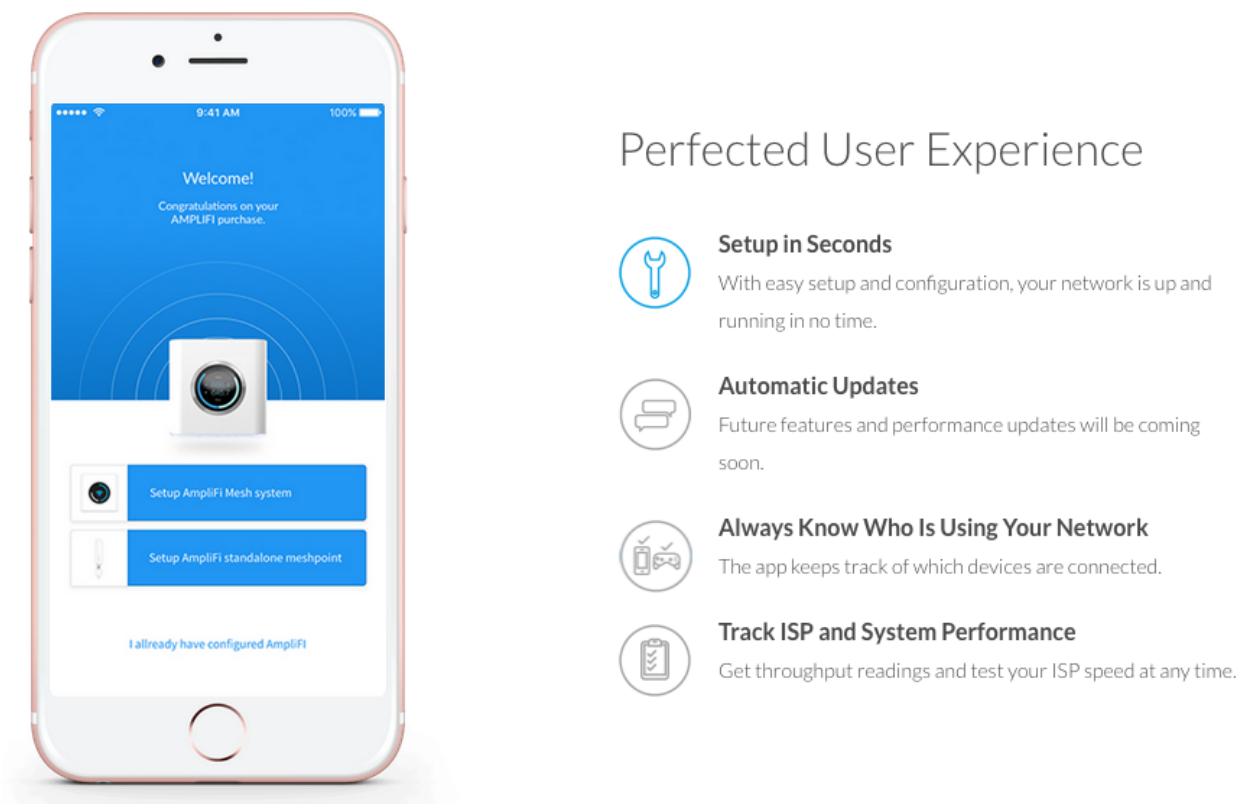 9:41 AM
100%
Welcome!
Congratulations on your
AMPLIFI purchase.
Setup AmpliFi Mesh system
Setup AmpliFi standalone meshpoint
I allready have configured AmpliFI
Perfected User Experience
Setup in Seconds
With easy setup and configuration, your network is up and
running in no time.
Automatic Updates
Future features and performance updates will be coming
soon.
Always Know Who Is Using Your Network
The app keeps track of which devices are connected.
Track ISP and System Performance
Get throughput readings and test your ISP speed at any time.